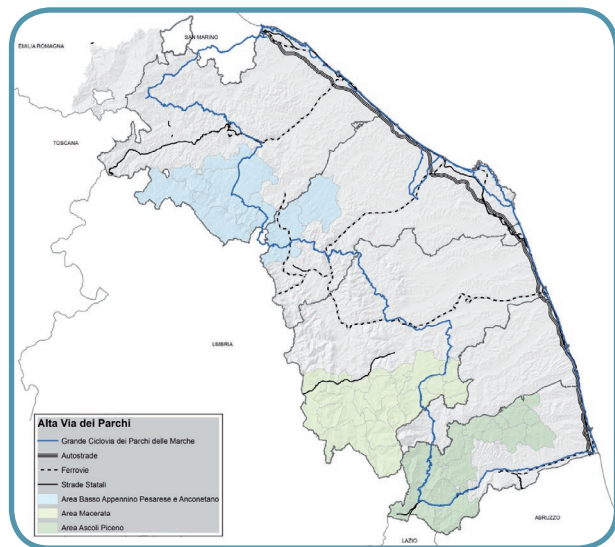 SAN MARINO
EMILIA ROMAGNA
TOSCANA
UMBRIA
Alta Via dei Parchi
Grande Ciclovia dei Parchi delle Marche
Autostrade
Ferrovie
Strade Statali
Area Basso Appennino Pesarese e Anconetano
Area Macerata
Area Ascoli Piceno
ABRUZZO
LAZIO